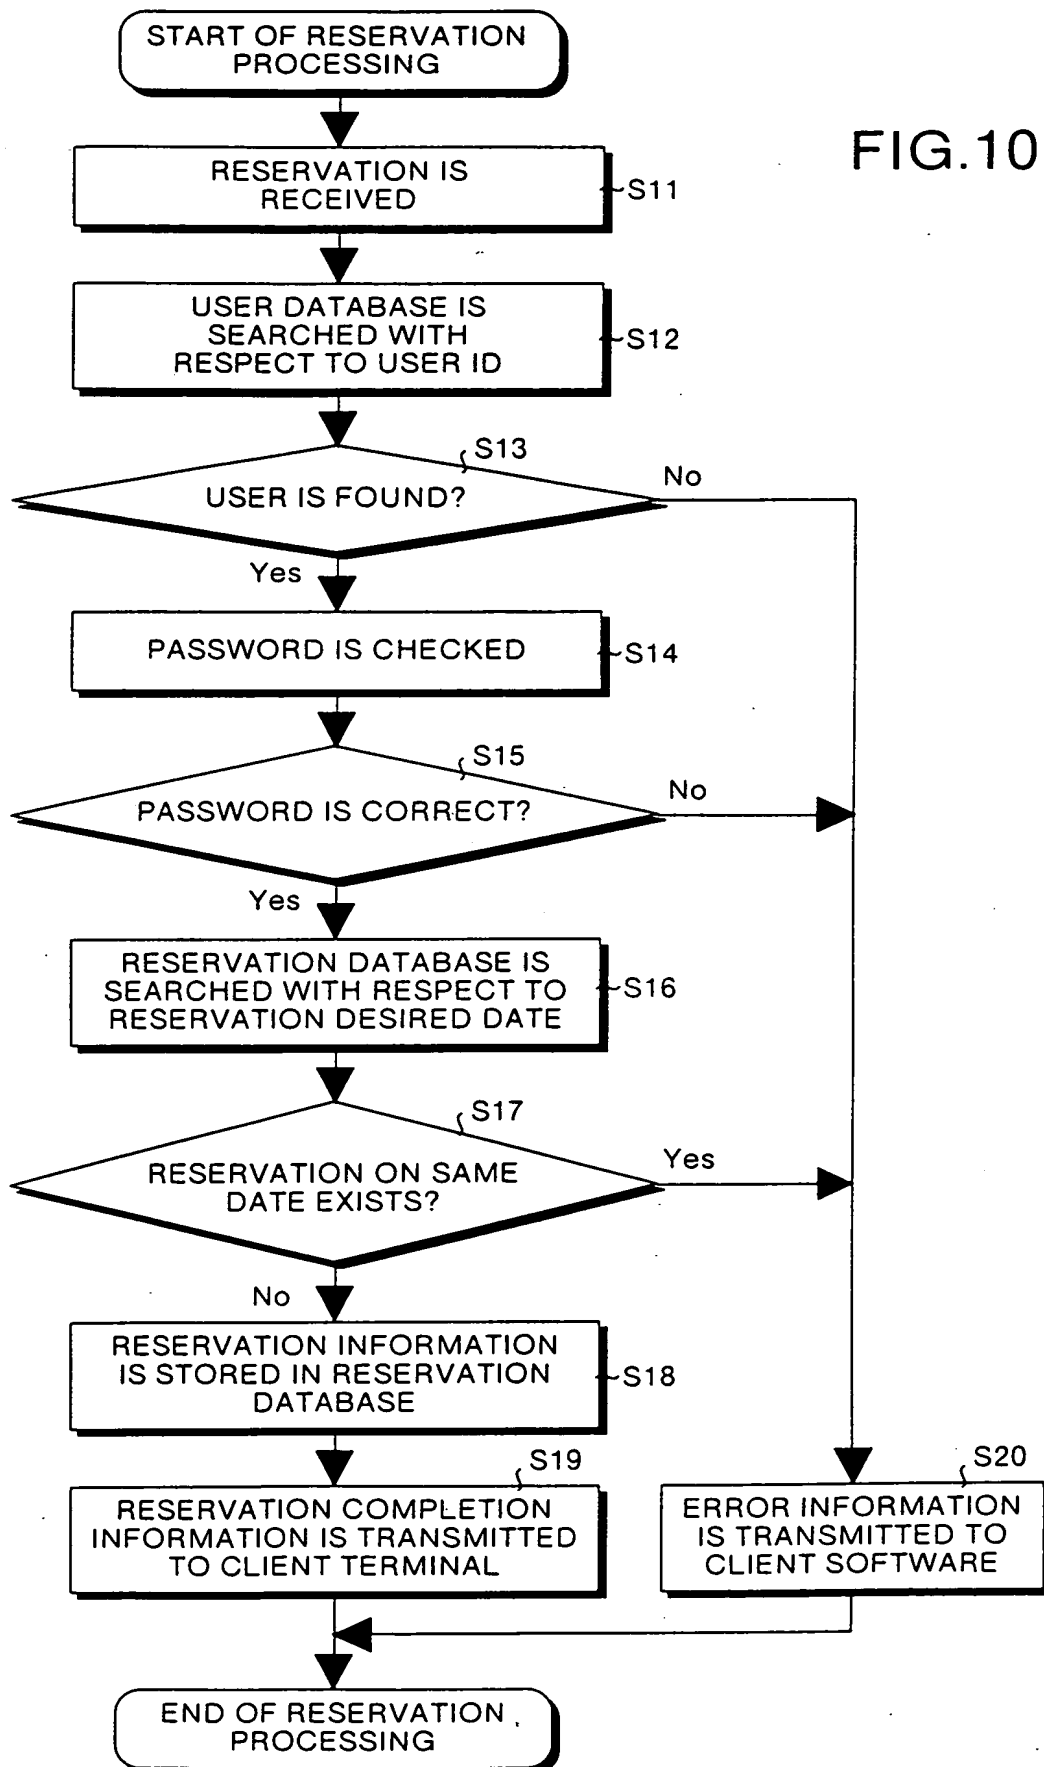 START OF RESERVATION
PROCESSING
FIG.10
RESERVATION IS
RECEIVED
S11
USER DATABASE IS
SEARCHED WITH
RESPECT TO USER ID
S12
S13
USER IS FOUND?
No
Yes
PASSWORD IS CHECKED
S14
S15
PASSWORD IS CORRECT?
No
Yes
RESERVATION DATABASE IS
SEARCHED WITH RESPECT TO
RESERVATION DESIRED DATE
S16
S17
RESERVATION ON SAME
DATE EXISTS?
Yes
No
RESERVATION INFORMATION
IS STORED IN RESERVATION
DATABASE
S18
S19
RESERVATION COMPLETION
INFORMATION IS TRANSMITTED
TO CLIENT TERMINAL
S20
ERROR INFORMATION
IS TRANSMITTED TO
CLIENT SOFTWARE
END OF RESERVATION
PROCESSING